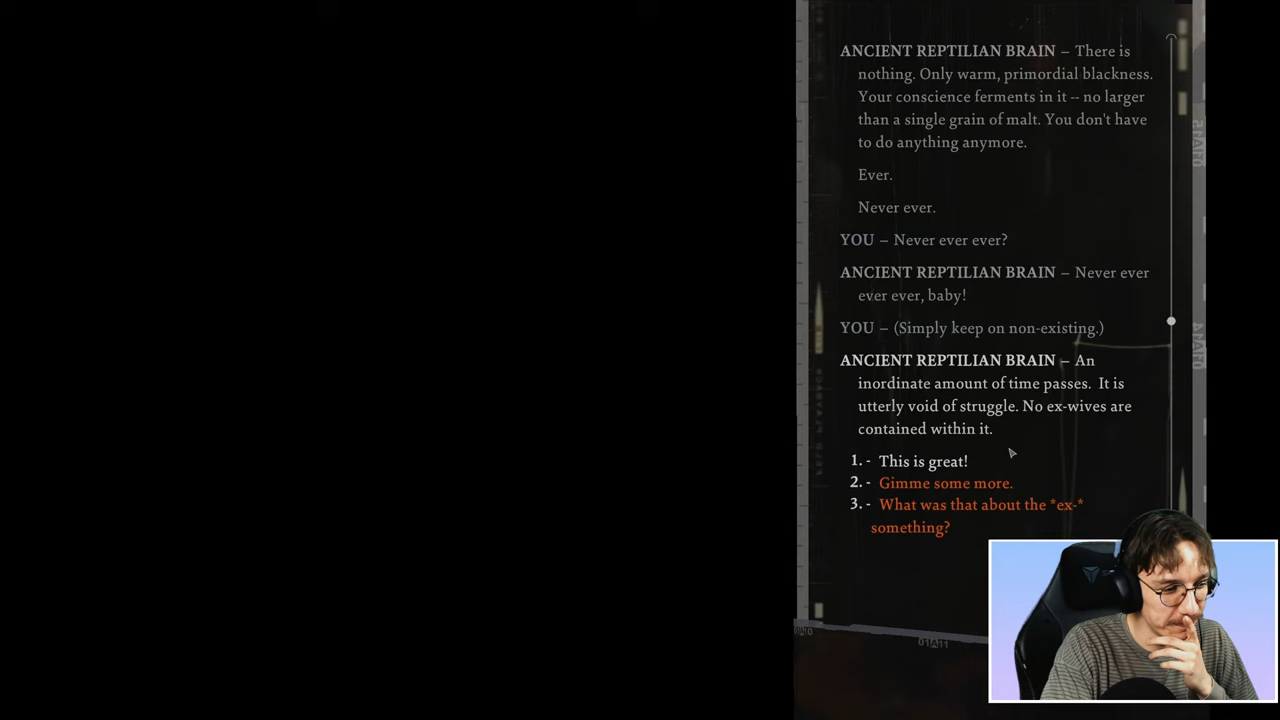 ANCIENT REPTILIAN BRAIN – There is
nothing. Only warm, primordial blackness.
Your conscience ferments in it -- no larger
than a single grain of malt. You don't have
to do anything anymore.
Ever.
Never ever.
YOU – Never ever ever?
ANCIENT REPTILIAN BRAIN – Never ever
ever ever, baby!
YOU – (Simply keep on non-existing.)
ANCIENT REPTILIAN BRAIN – An
inordinate amount of time passes. It is
utterly void of struggle. No ex-wives are
contained within it.
1. - This is great!
2. - Gimme some more.
3. - What was that about the *ex-*
something?